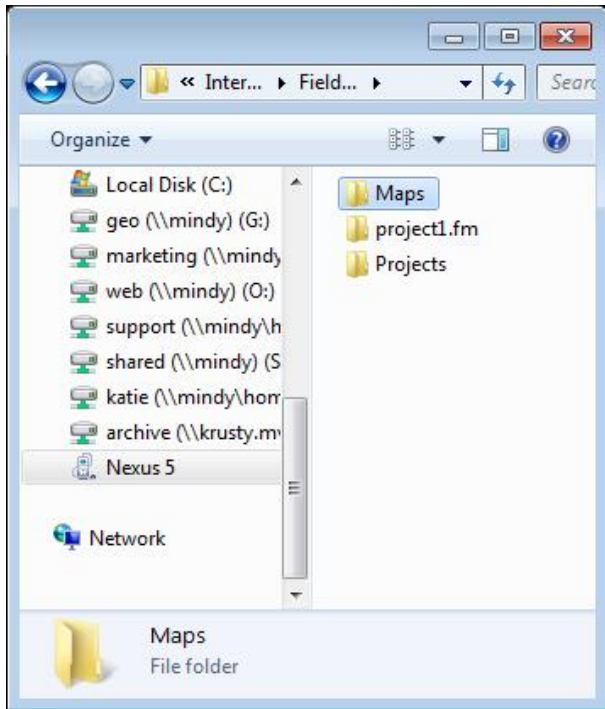 « Inter... Field... Searc
Organize
Local Disk (C:)
geo (\\mindy) (G:)
marketing (\\mindy
web (\\mindy) (O:)
support (\\mindy\h
shared (\\mindy) (S
katie (\\mindy\hom
archive (\\krusty.m
Nexus 5
Network
Maps
project1.fm
Projects
Maps
File folder